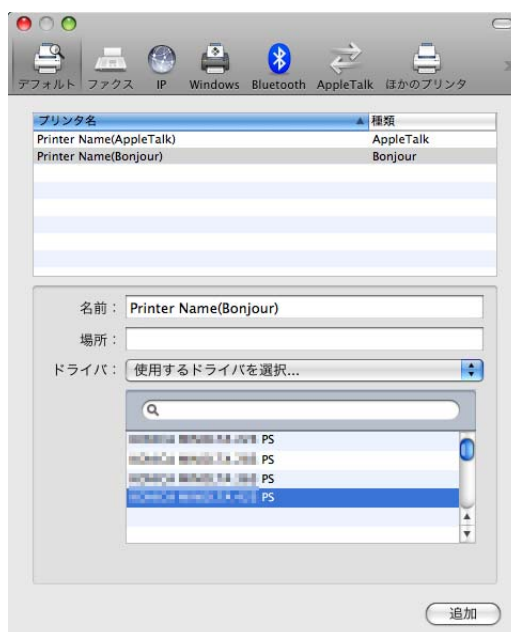 デフォルト ファクス IP Windows Bluetooth AppleTalk ほかのプリンタ
プリンタ名 種類
Printer Name(AppleTalk) AppleTalk
Printer Name(Bonjour) Bonjour
名前： Printer Name(Bonjour)
場所：
ドライバ： 使用するドライバを選択...
PS
PS
PS
PS
追加